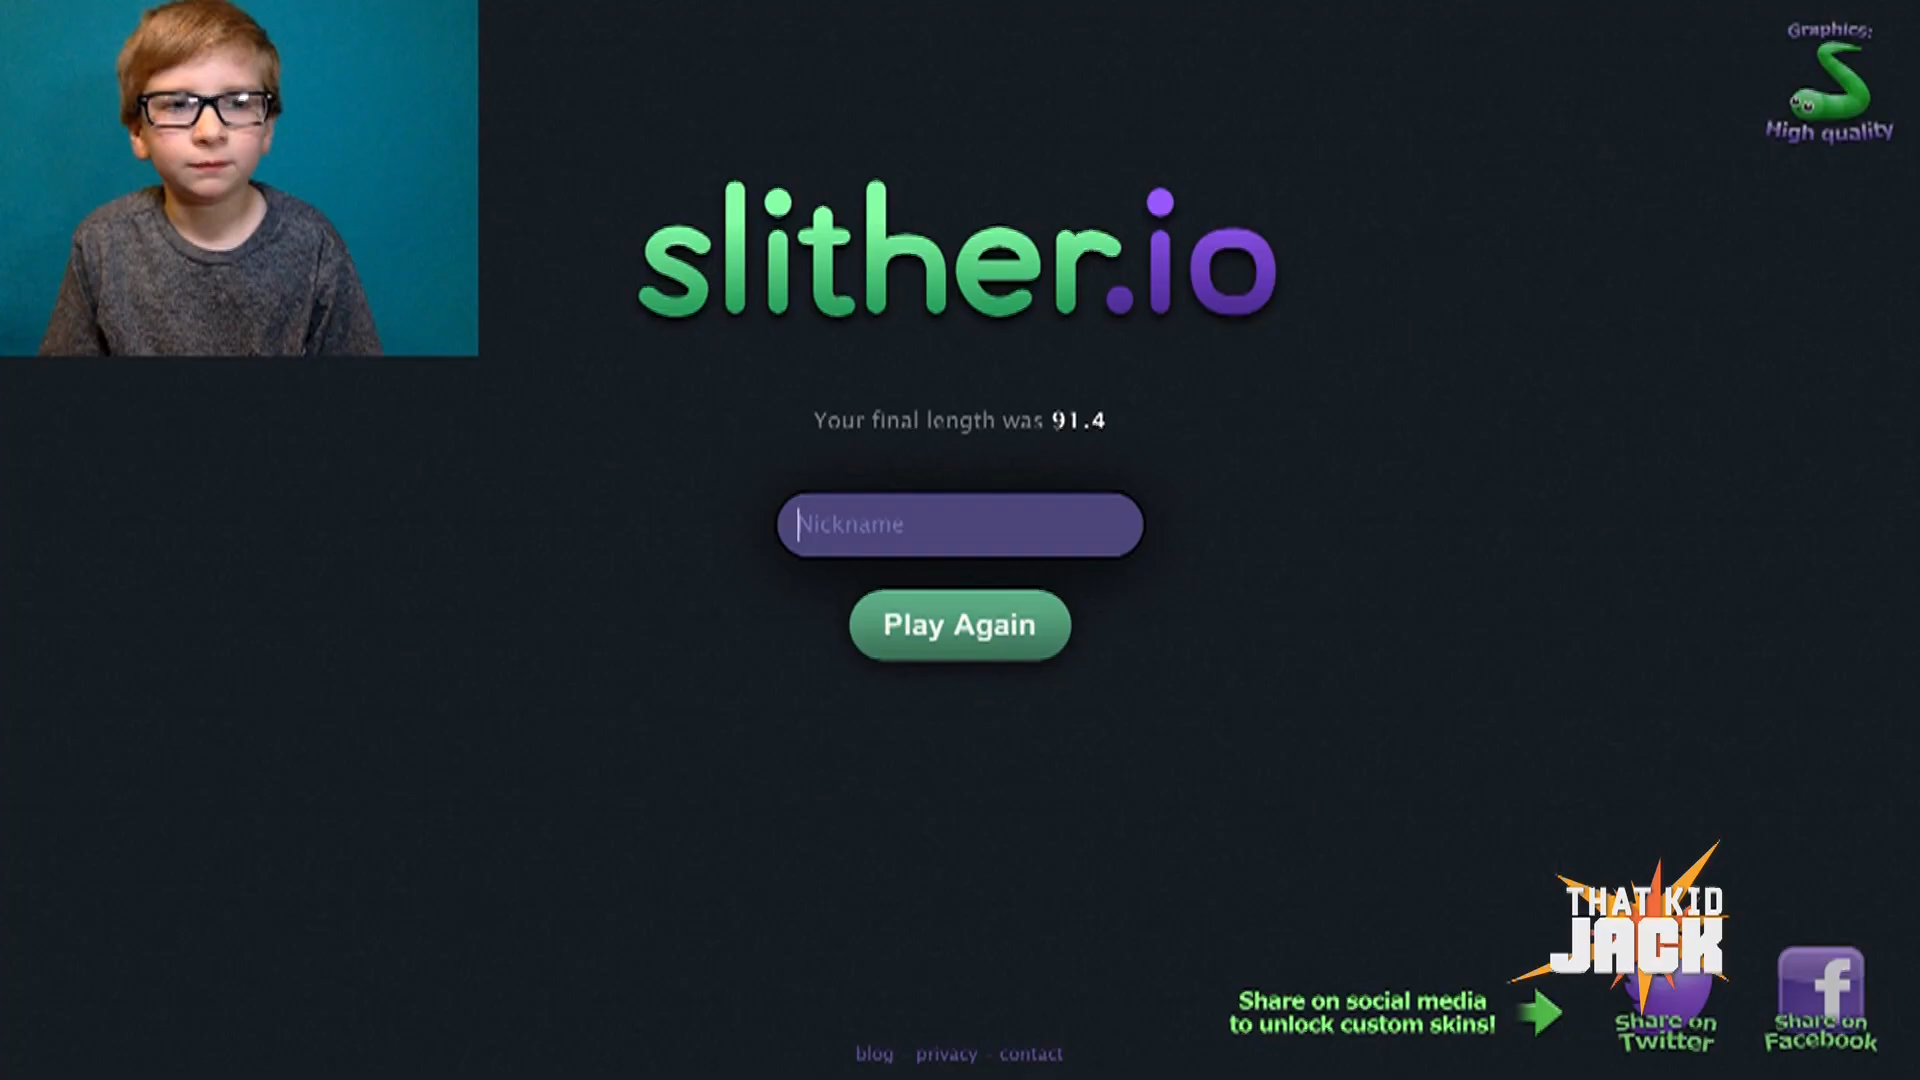 Graphics:
High quality
slither.io
Your final length was 91.4
Nickname
Play Again
THAT KID
JACK
Share on social media
to unlock custom skins!
Share on
Twitter
f
Share on
Facebook
blog - privacy - contact